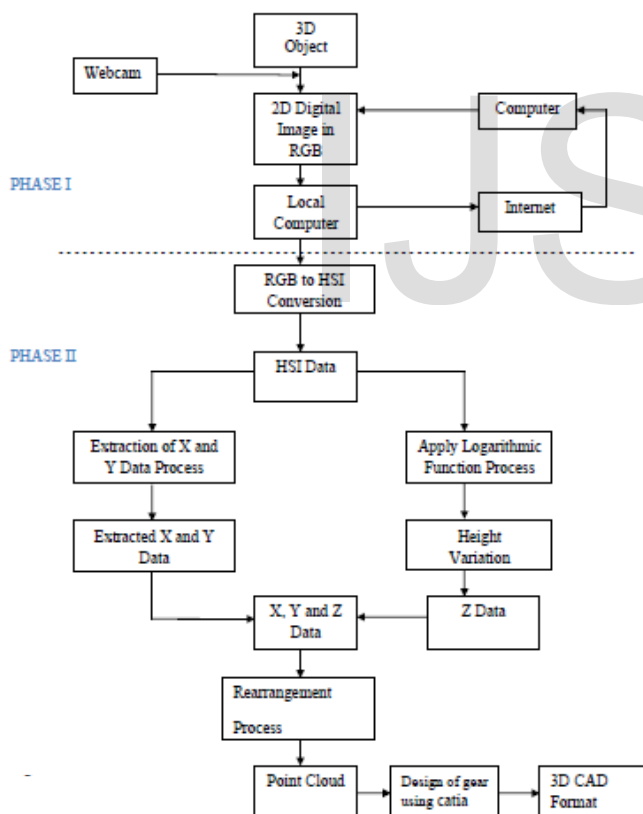 3D
Object
Webcam
2D Digital
Image in
RGB
Computer
PHASE I
Local
Computer
Internet
IJS
RGB to HSI
Conversion
PHASE II
HSI Data
Extraction of X and
Y Data Process
Apply Logarithmic
Function Process
Extracted X and Y
Data
Height
Variation
X, Y and Z
Data
Z Data
Rearrangement
Process
Point Cloud
Design of gear
using catia
3D CAD
Format